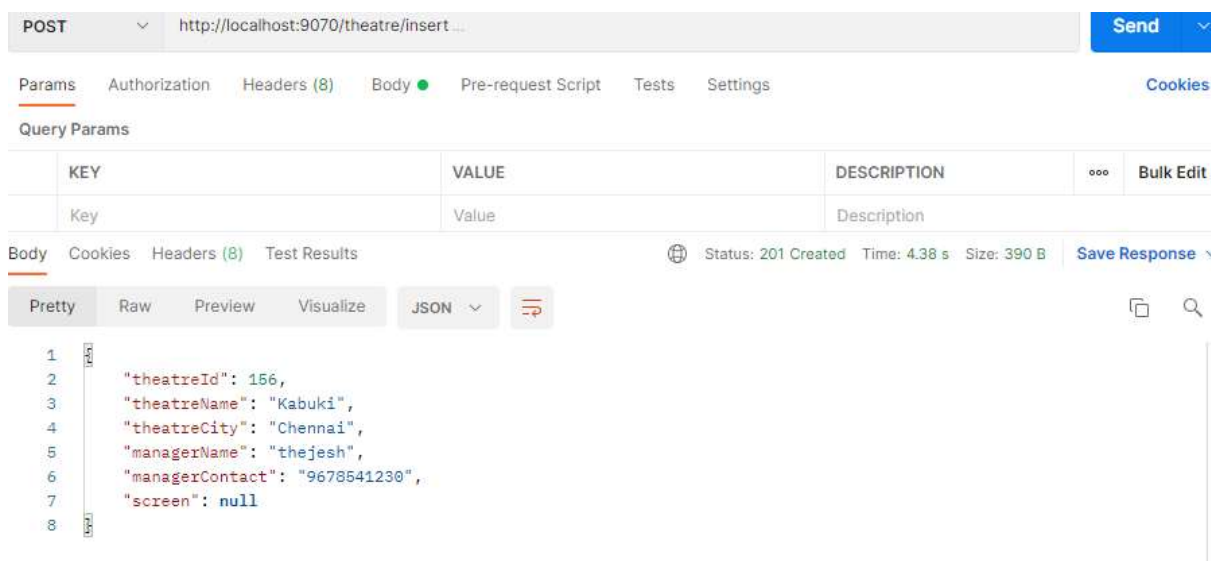 POST http://localhost:9070/theatre/insert ... Send
Params Authorization Headers (8) Body Pre-request Script Tests Settings Cookies
Query Params
KEY VALUE DESCRIPTION ooo Bulk Edit
Key Value Description
Body Cookies Headers (8) Test Results Status: 201 Created Time: 4.38 s Size: 390 B Save Response
Pretty Raw Preview Visualize JSON
1 {
2 "theatreId": 156,
3 "theatreName": "Kabuki",
4 "theatreCity": "Chennai",
5 "managerName": "thejesh",
6 "managerContact": "9678541230",
7 "screen": null
8 }